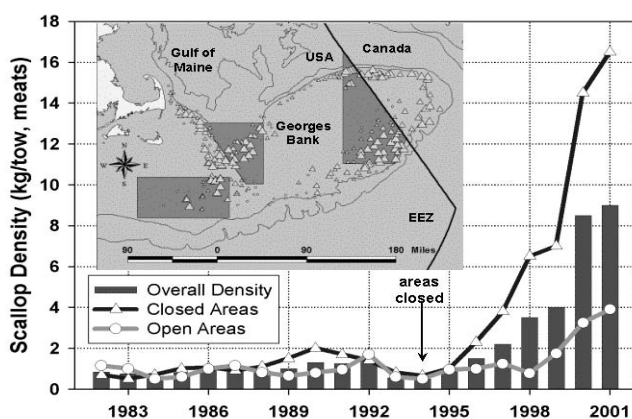 Scallop Density (kg/tow, meats)
18
16
14
12
10
8
6
4
2
0
Gulf of
Maine
USA
Canada
Georges
Bank
EEZ
N
W
E
S
90
0
90
180
Miles
areas
closed
Overall Density
Closed Areas
Open Areas
1983
1986
1989
1992
1995
1998
2001